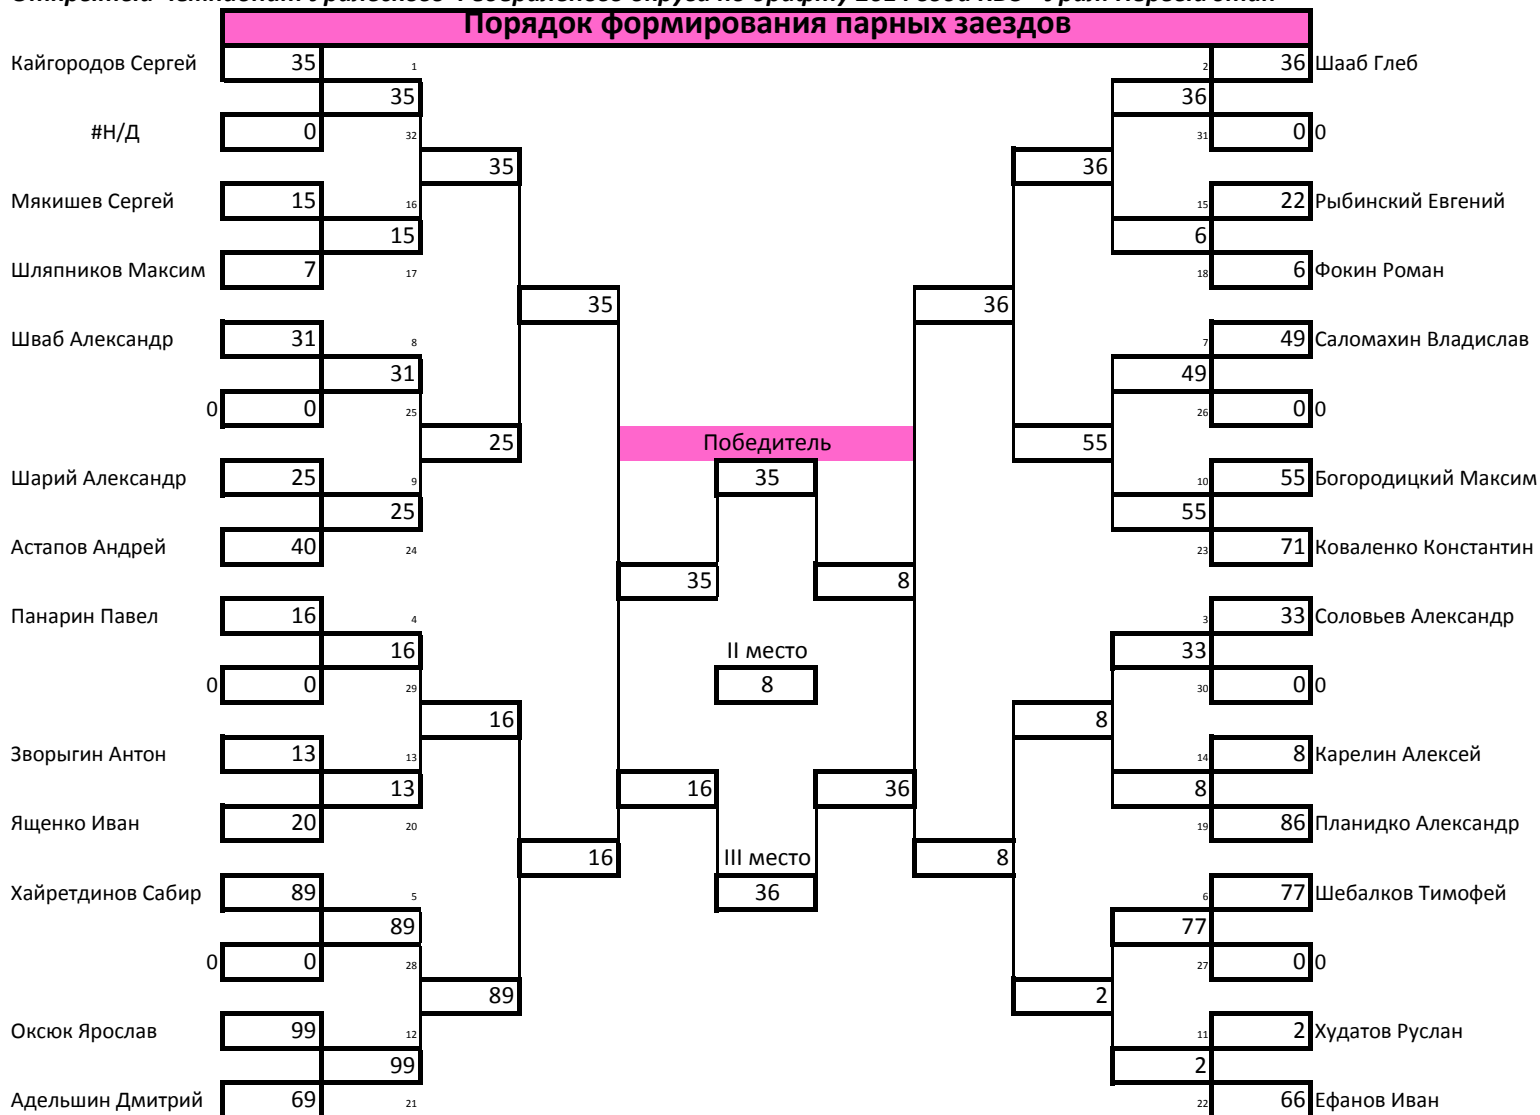 Порядок формирования парных заездов
Кайгородов Сергей 35 1 2 36 Шааб Глеб
35 36
#Н/Д 0 32 31 0 0
35 36
Мякишев Сергей 15 16 15 22 Рыбинский Евгений
15 6
Шляпников Максим 7 17 18 6 Фокин Роман
35 36
Шваб Александр 31 8 7 49 Саломахин Владислав
31 49
0 0 25 26 0 0
25 Победитель 55
Шарий Александр 25 9 35 10 55 Богородицкий Максим
25 55
Астапов Андрей 40 24 23 71 Коваленко Константин
35 8
Панарин Павел 16 4 3 33 Соловьев Александр
16 II место 33
0 0 29 8 30 0 0
16 8
Зворыгин Антон 13 13 14 8 Карелин Алексей
13 16 36 8
Ященко Иван 20 20 19 86 Планидко Александр
16 III место 8
Хайретдинов Сабир 89 5 36 6 77 Шебалков Тимофей
89 77
0 0 28 27 0 0
89 2
Оксюк Ярослав 99 12 11 2 Худатов Руслан
99 2
Адельшин Дмитрий 69 21 22 66 Ефанов Иван